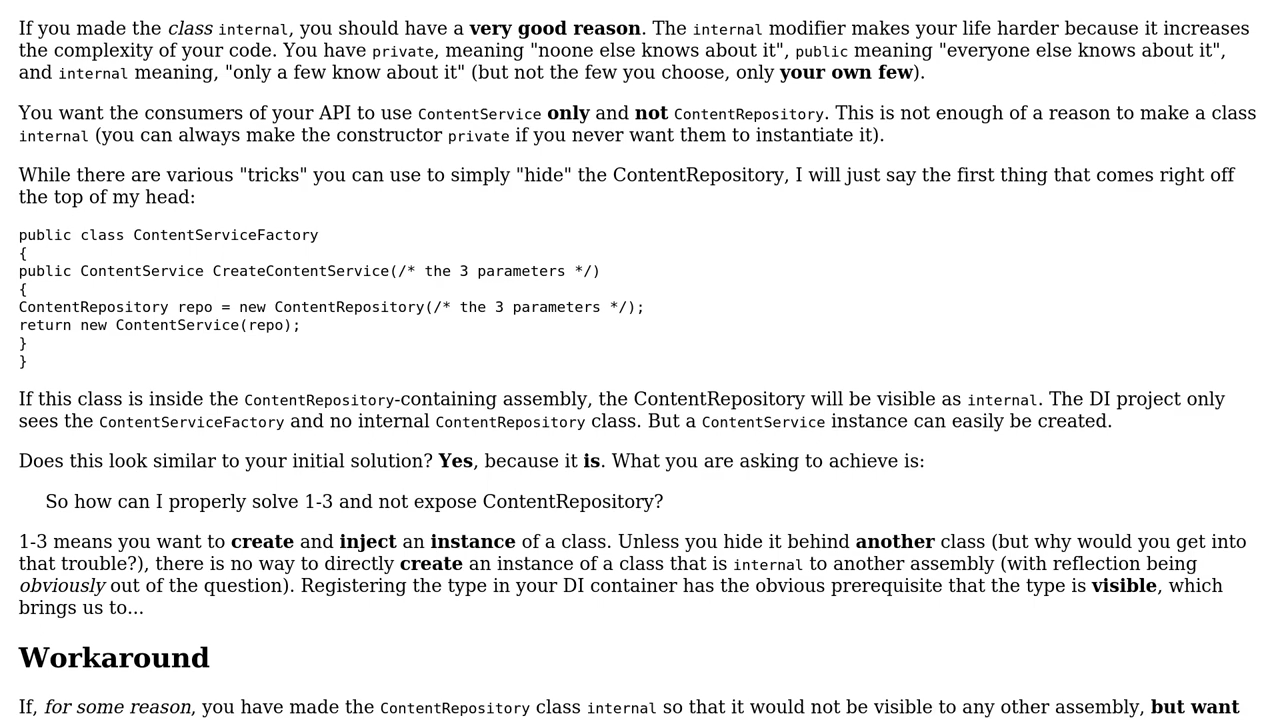 If you made the class internal, you should have a very good reason. The internal modifier makes your life harder because it increases
the complexity of your code. You have private, meaning "noone else knows about it", public meaning "everyone else knows about it",
and internal meaning, "only a few know about it" (but not the few you choose, only your own few).
You want the consumers of your API to use ContentService only and not ContentRepository. This is not enough of a reason to make a class
internal (you can always make the constructor private if you never want them to instantiate it).
While there are various "tricks" you can use to simply "hide" the ContentRepository, I will just say the first thing that comes right off
the top of my head:
public class ContentServiceFactory
{
public ContentService CreateContentService(/* the 3 parameters */)
{
ContentRepository repo = new ContentRepository(/* the 3 parameters */);
return new ContentService(repo);
}
}
If this class is inside the ContentRepository-containing assembly, the ContentRepository will be visible as internal. The DI project only
sees the ContentServiceFactory and no internal ContentRepository class. But a ContentService instance can easily be created.
Does this look similar to your initial solution? Yes, because it is. What you are asking to achieve is:
So how can I properly solve 1-3 and not expose ContentRepository?
1-3 means you want to create and inject an instance of a class. Unless you hide it behind another class (but why would you get into
that trouble?), there is no way to directly create an instance of a class that is internal to another assembly (with reflection being
obviously out of the question). Registering the type in your DI container has the obvious prerequisite that the type is visible, which
brings us to...
Workaround
If, for some reason, you have made the ContentRepository class internal so that it would not be visible to any other assembly, but want